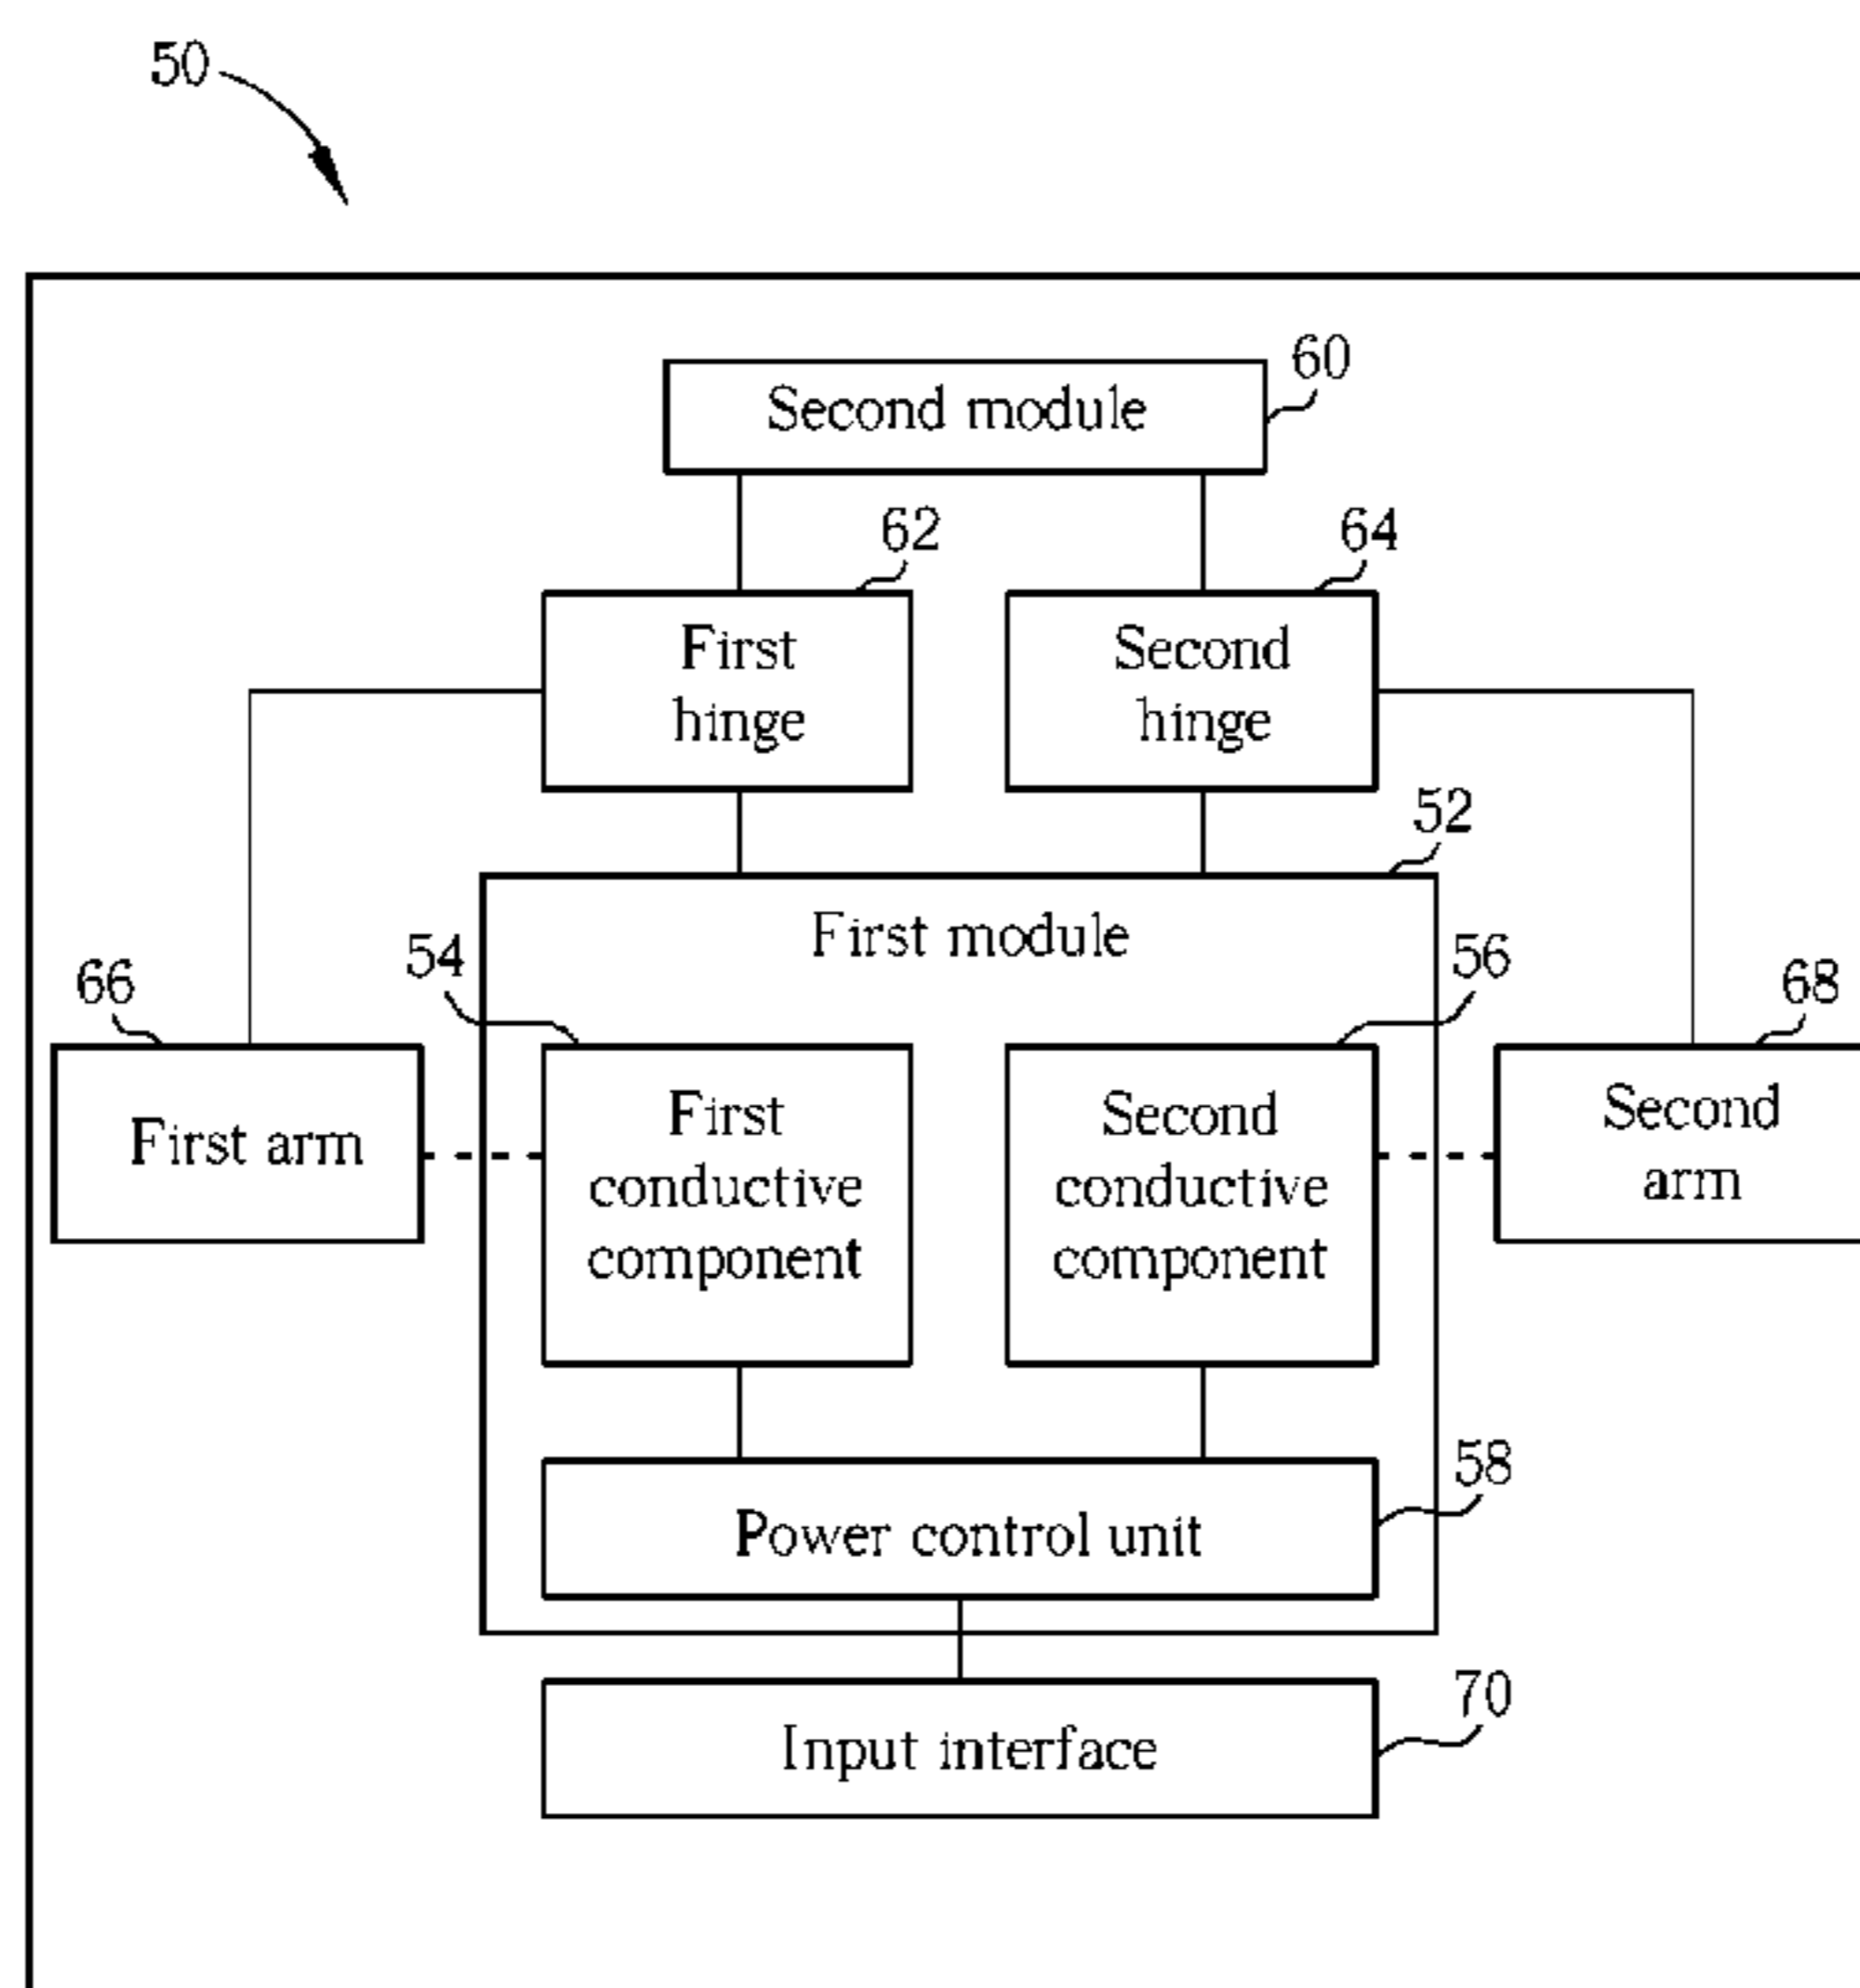 50
Second module
60
62
64
First
hinge
Second
hinge
52
First module
54
56
66
68
First arm
First
conductive
component
Second
conductive
component
Second
arm
Power control unit
58
Input interface
70